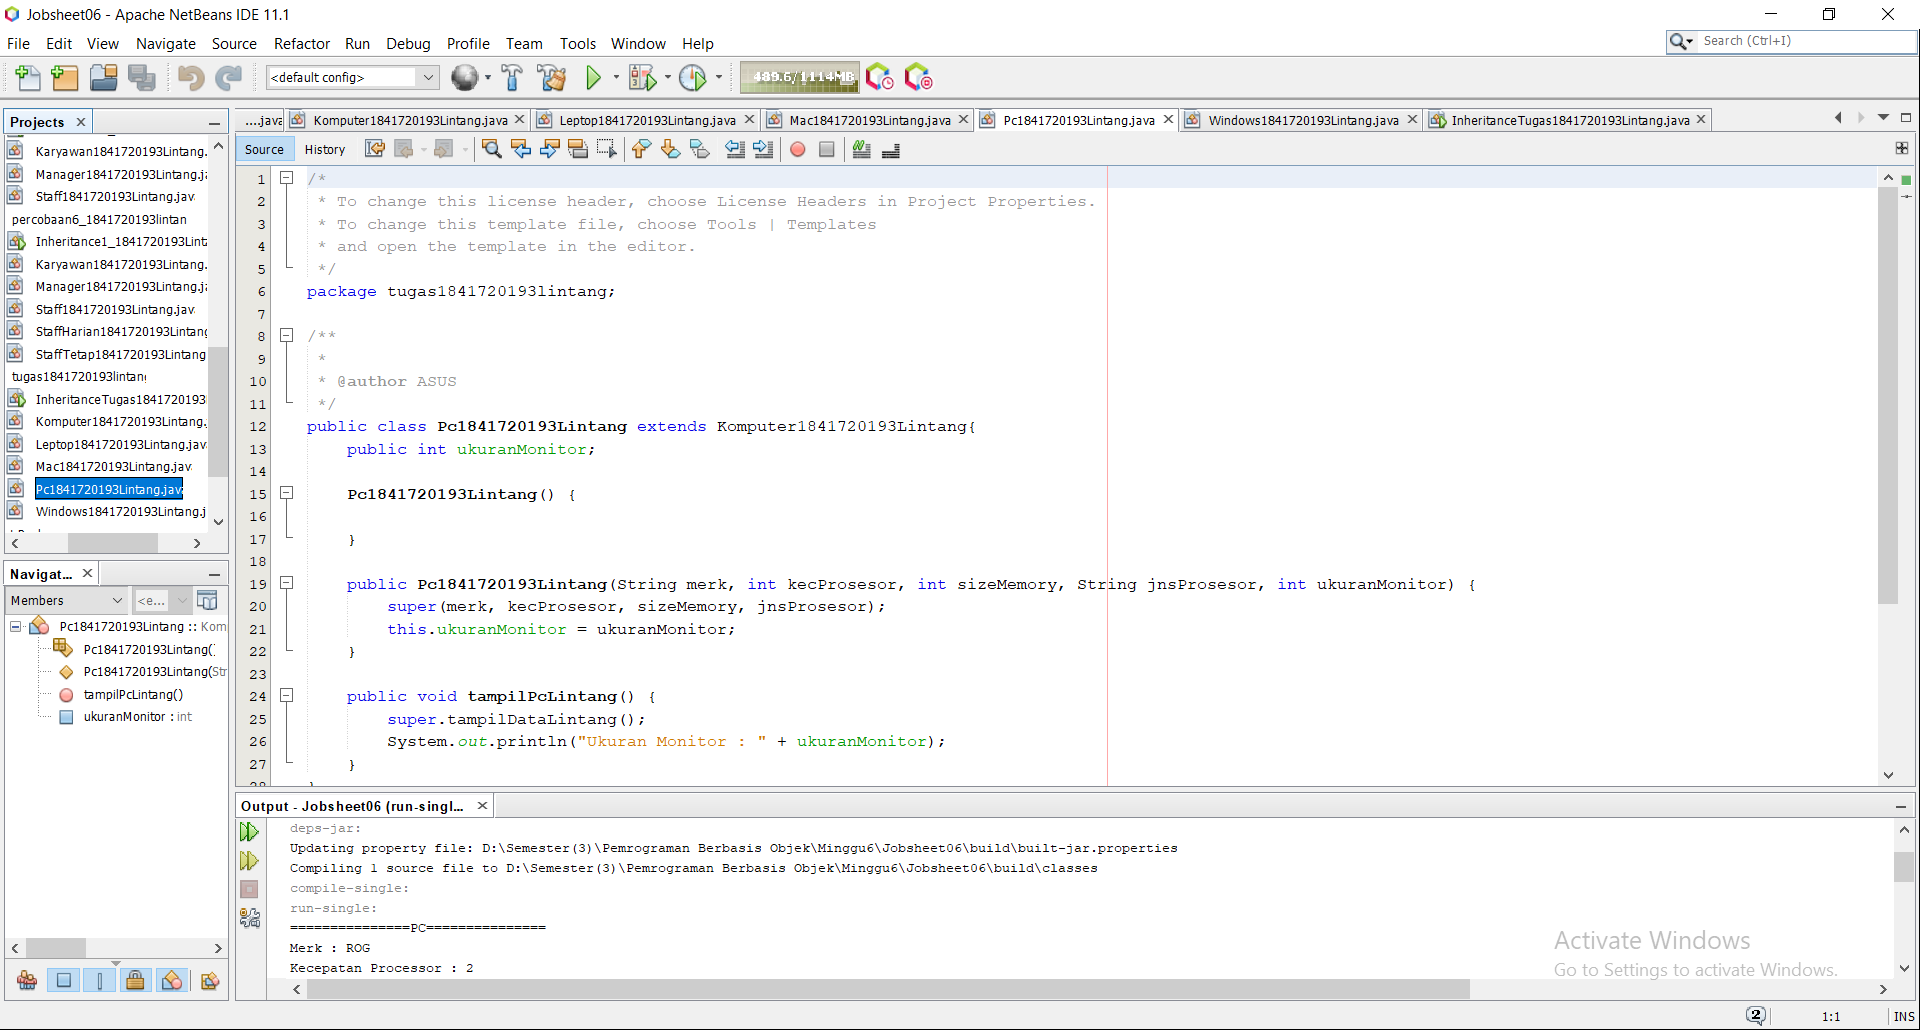 Jobsheet06 - Apache NetBeans IDE 11.1
File Edit View Navigate Source Refactor Run Debug Profile Team Tools Window Help
Search (Ctrl+I)
<default config>
489.6/1114MB
Projects
Karyawan1841720193Lintang.
Manager1841720193Lintang.j
Staff1841720193Lintang.jav
percobaan6_1841720193lintan
Inheritance1_1841720193Lint
Karyawan1841720193Lintang.
Manager1841720193Lintang.j
Staff1841720193Lintang.jav
StaffHarian1841720193Lintang
StaffTetap1841720193Lintang
tugas1841720193lintan
InheritanceTugas1841720193
Komputer1841720193Lintang.
Leptop1841720193Lintang.jav
Mac1841720193Lintang.jav
Pc1841720193Lintang.jav
Windows1841720193Lintang.j
Navigat...
Members
<e...
Pc1841720193Lintang :: Kom
Pc1841720193Lintang(
Pc1841720193Lintang(Str
tampilPcLintang()
ukuranMonitor : int
....java Komputer1841720193Lintang.java Leptop1841720193Lintang.java Mac1841720193Lintang.java Pc1841720193Lintang.java Windows1841720193Lintang.java InheritanceTugas1841720193Lintang.java
Source History
1 /*
2 * To change this license header, choose License Headers in Project Properties.
3 * To change this template file, choose Tools | Templates
4 * and open the template in the editor.
5 */
6 package tugas1841720193lintang;
7
8 /**
9 *
10 * @author ASUS
11 */
12 public class Pc1841720193Lintang extends Komputer1841720193Lintang{
13 public int ukuranMonitor;
14
15 Pc1841720193Lintang() {
16
17 }
18
19 public Pc1841720193Lintang(String merk, int kecProsesor, int sizeMemory, String jnsProsesor, int ukuranMonitor) {
20 super(merk, kecProsesor, sizeMemory, jnsProsesor);
21 this.ukuranMonitor = ukuranMonitor;
22 }
23
24 public void tampilPcLintang() {
25 super.tampilDataLintang();
26 System.out.println("Ukuran Monitor : " + ukuranMonitor);
27 }
Output - Jobsheet06 (run-singl...
deps-jar:
Updating property file: D:\Semester(3)\Pemrograman Berbasis Objek\Minggu6\Jobsheet06\build\built-jar.properties
Compiling 1 source file to D:\Semester(3)\Pemrograman Berbasis Objek\Minggu6\Jobsheet06\build\classes
compile-single:
run-single:
===============PC===============
Merk : ROG
Kecepatan Processor : 2
Activate Windows
Go to Settings to activate Windows.
2
1:1
INS